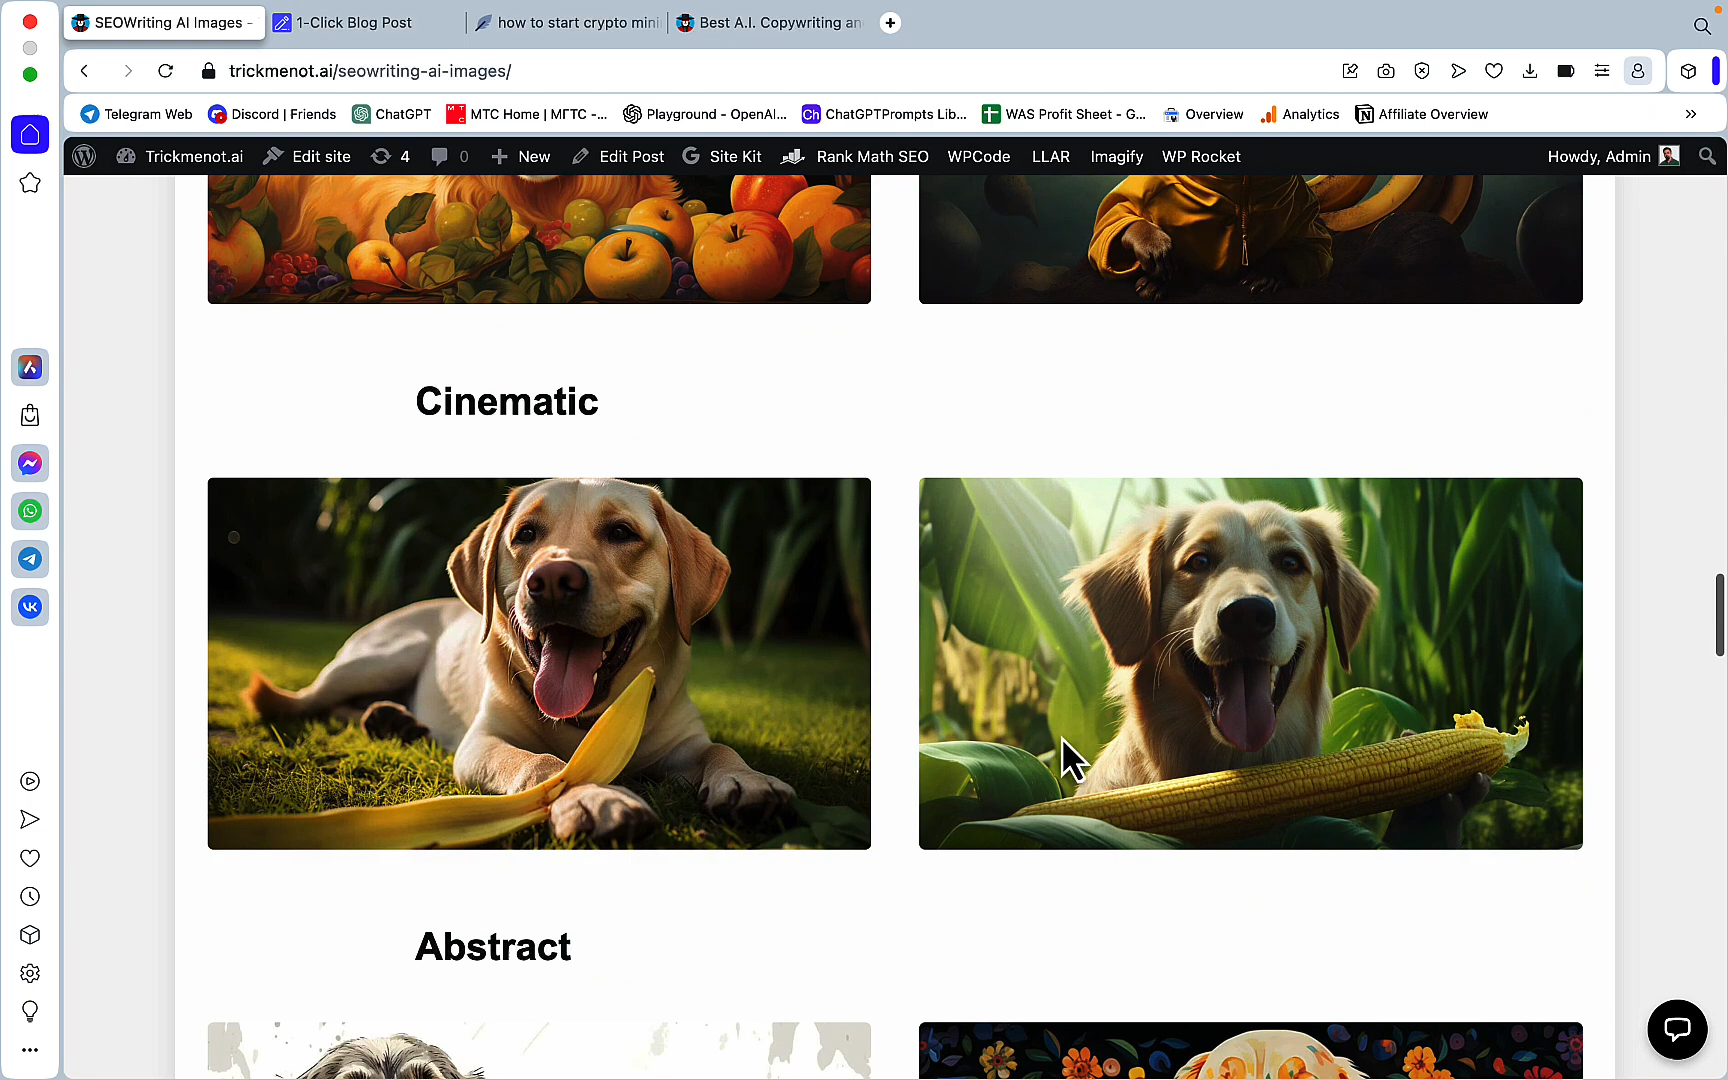 SEOWriting AI Images -
1-Click Blog Post
how to start crypto mini
Best A.I. Copywriting an
trickmenot.ai/seowriting-ai-images/
Telegram Web
Discord | Friends
ChatGPT
MTC Home | МГТС -...
Playground - OpenAI...
Ch
ChatGPTPrompts Lib...
WAS Profit Sheet - G...
Overview
Analytics
Affiliate Overview
Trickmenot.ai
Edit site
4
0
New
Edit Post
Site Kit
Rank Math SEO
WPCode
LLAR
Imagify
WP Rocket
Howdy, Admin
Cinematic
Abstract